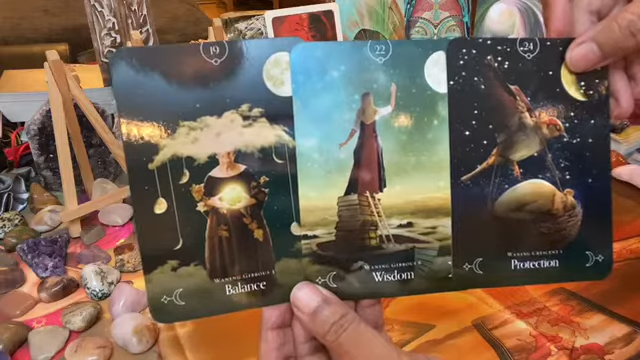 19
WANING GIBBOUS
Balance
22
WANING GIBBOUS
Wisdom
24
WANING CRESCENT
Protection